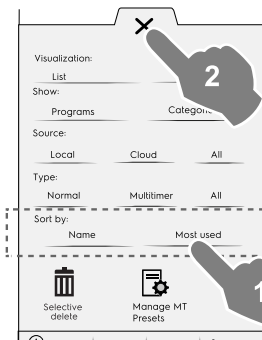 Visualization:
List
2
Show:
Programs
Source:
Local Cloud All
Type:
Normal Multitimer All
Sort by:
Name Most used
1
Selective
delete
Manage MT
Presets